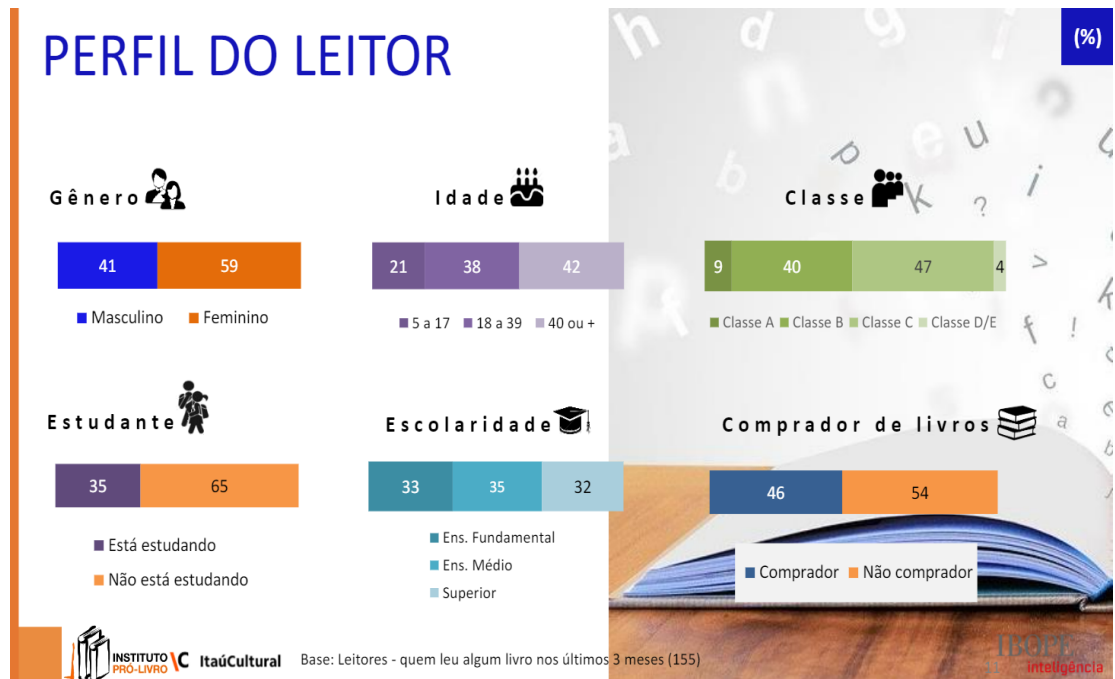 PERFIL DO LEITOR
(%)
Gênero
41 59
Masculino Feminino
Idade
21 38 42
5 a 17 18 a 39 40 ou +
Classe
9 40 47 4
Classe A Classe B Classe C Classe D/E
Estudante
35 65
Está estudando
Não está estudando
Escolaridade
33 35 32
Ens. Fundamental
Ens. Médio
Superior
Comprador de livros
46 54
Comprador Não comprador
INSTITUTO
PRÓ-LIVRO
ItaúCultural
Base: Leitores - quem leu algum livro nos últimos 3 meses (155)
IBOPE
inteligência